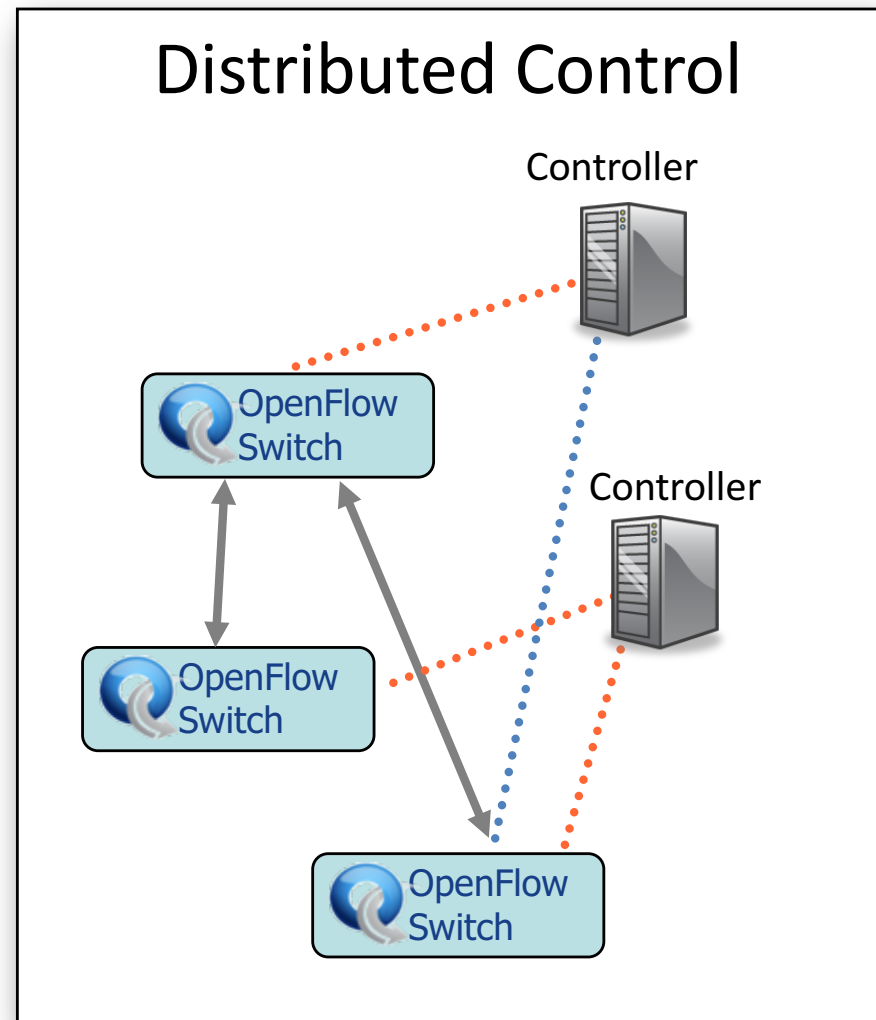 Distributed Control
Controller
OpenFlow
Switch
Controller
OpenFlow
Switch
OpenFlow
Switch